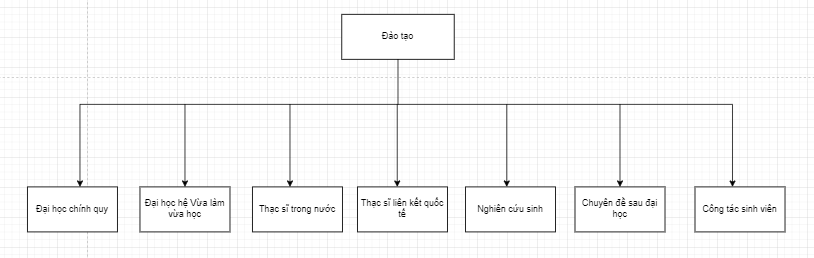 Đào tạo
Đại học chính quy
Đại học hệ Vừa làm
vừa học
Thạc sĩ trong nước
Thạc sĩ liên kết quốc
tế
Nghiên cứu sinh
Chuyên đề sau đại
học
Công tác sinh viên